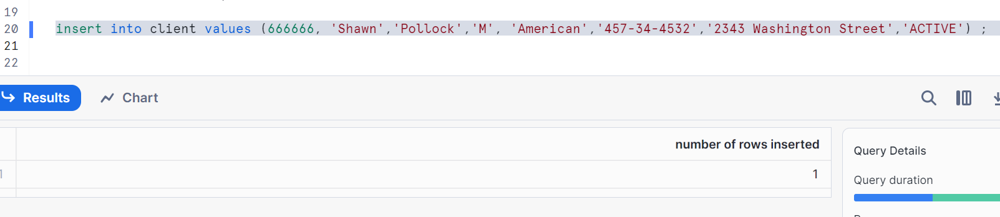 19
20 insert into client values (666666, 'Shawn','Pollock','M', 'American','457-34-4532','2343 Washington Street','ACTIVE') ;
21
22
Results Chart
number of rows inserted
1 1
Query Details
Query duration